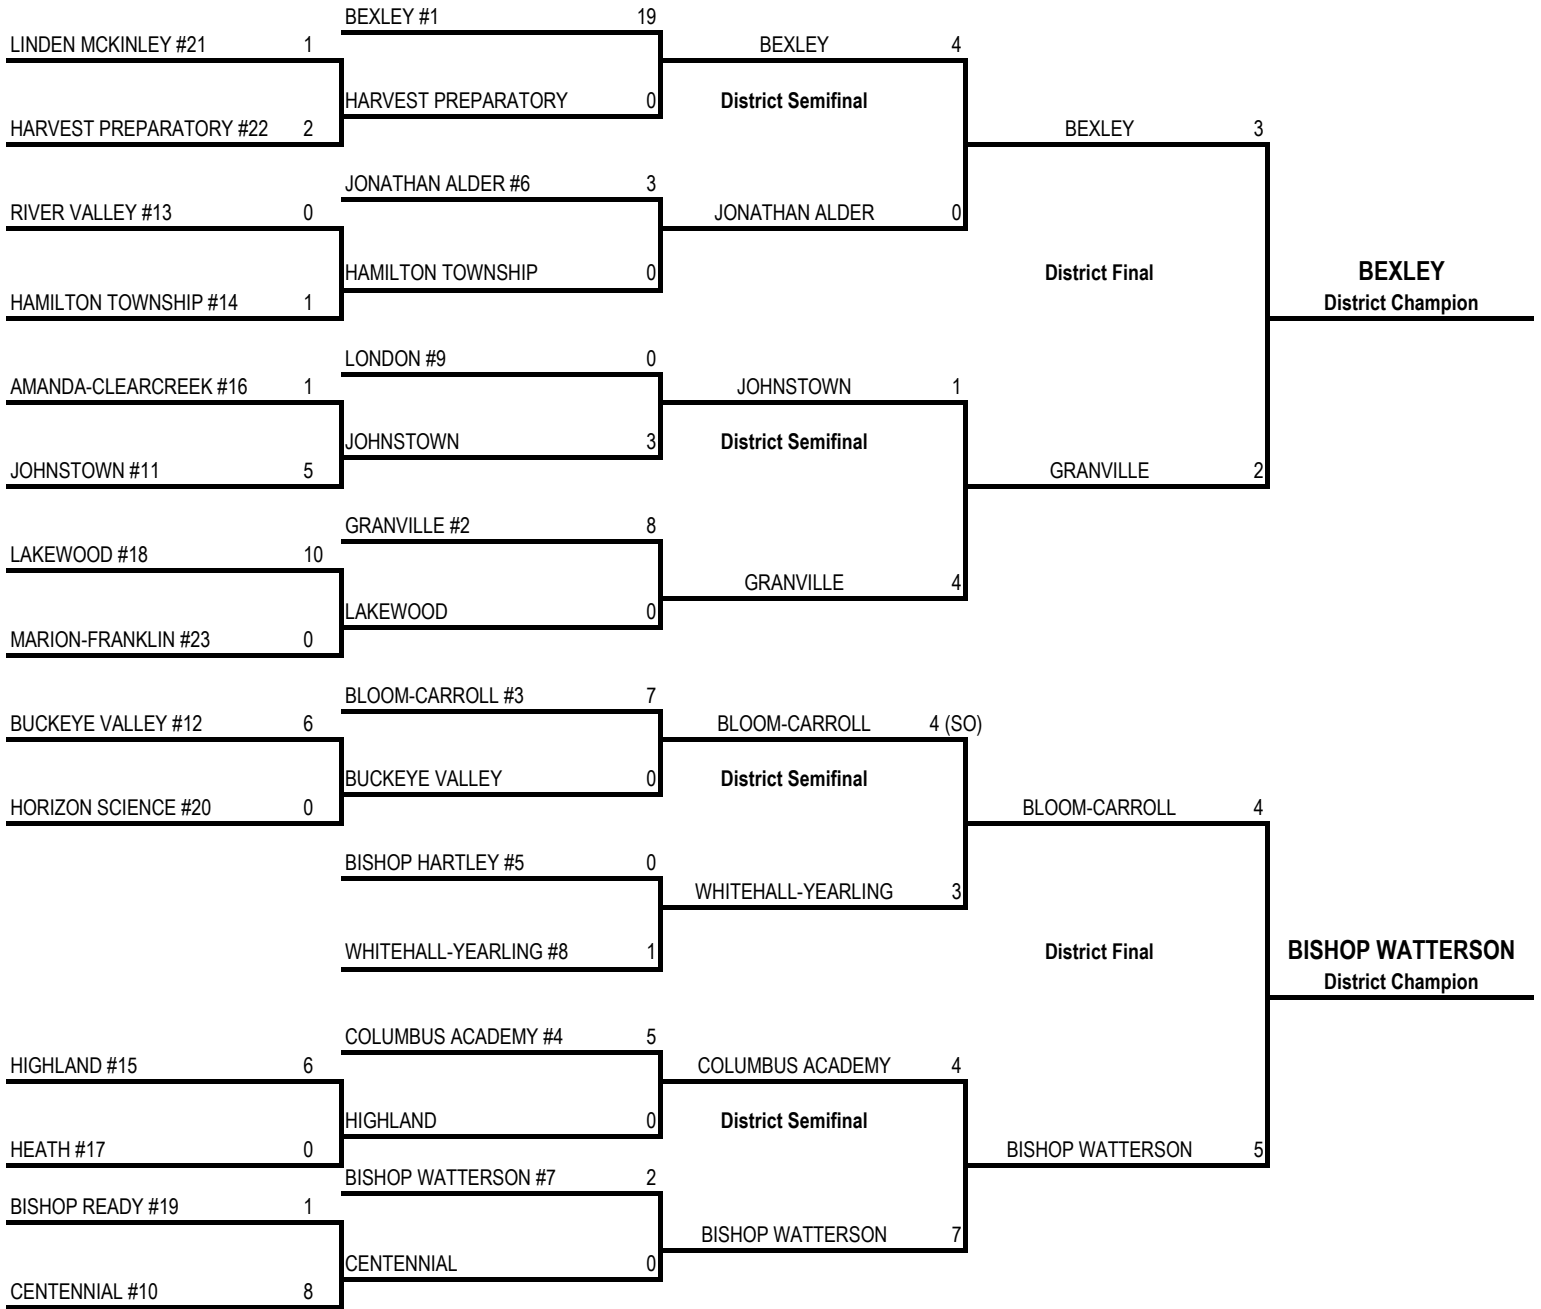 BEXLEY #1 19
LINDEN MCKINLEY #21 1
BEXLEY 4
HARVEST PREPARATORY 0
District Semifinal
HARVEST PREPARATORY #22 2
BEXLEY 3
JONATHAN ALDER #6 3
RIVER VALLEY #13 0
JONATHAN ALDER 0
HAMILTON TOWNSHIP 0
District Final
BEXLEY
HAMILTON TOWNSHIP #14 1
District Champion
LONDON #9 0
AMANDA-CLEARCREEK #16 1
JOHNSTOWN 1
JOHNSTOWN 3
District Semifinal
JOHNSTOWN #11 5
GRANVILLE 2
GRANVILLE #2 8
LAKEWOOD #18 10
GRANVILLE 4
LAKEWOOD 0
MARION-FRANKLIN #23 0
BLOOM-CARROLL #3 7
BUCKEYE VALLEY #12 6
BLOOM-CARROLL 4 (SO)
BUCKEYE VALLEY 0
District Semifinal
HORIZON SCIENCE #20 0
BLOOM-CARROLL 4
BISHOP HARTLEY #5 0
WHITEHALL-YEARLING 3
WHITEHALL-YEARLING #8 1
District Final
BISHOP WATTERSON
District Champion
COLUMBUS ACADEMY #4 5
HIGHLAND #15 6
COLUMBUS ACADEMY 4
HIGHLAND 0
District Semifinal
HEATH #17 0
BISHOP WATTERSON 5
BISHOP WATTERSON #7 2
BISHOP READY #19 1
BISHOP WATTERSON 7
CENTENNIAL 0
CENTENNIAL #10 8